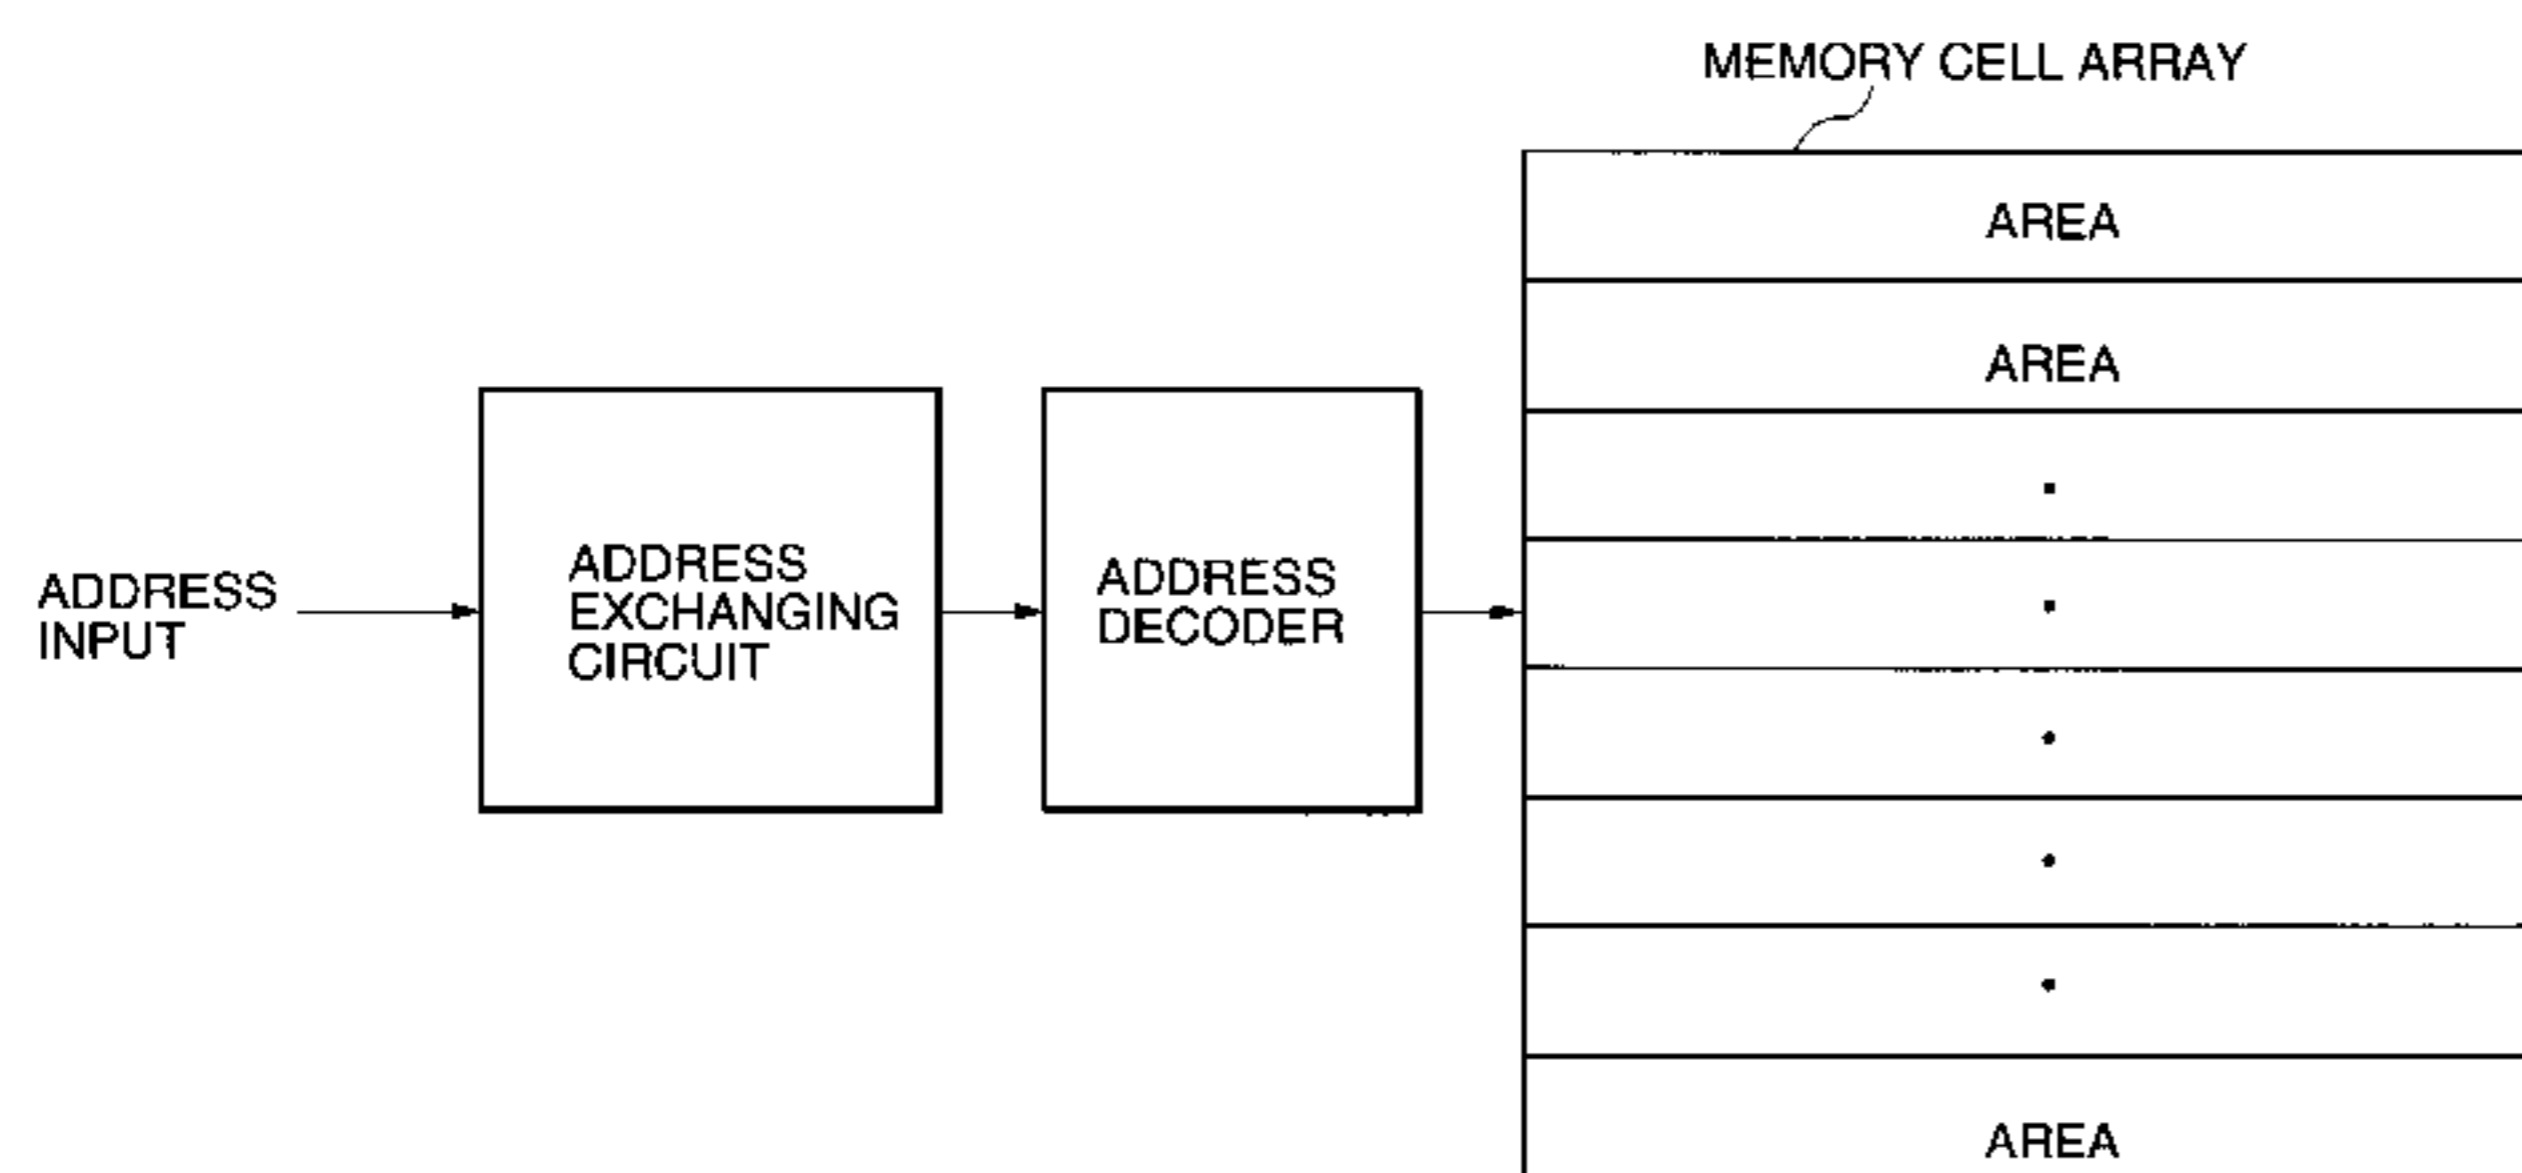 MEMORY CELL ARRAY
AREA
AREA
ADDRESS
INPUT
ADDRESS
EXCHANGING
CIRCUIT
ADDRESS
DECODER
AREA